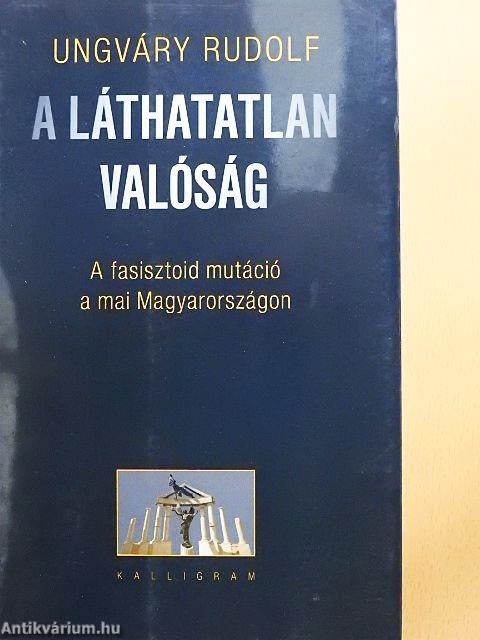 UNGVÁRY RUDOLF
A LÁTHATATLAN
VALÓSÁG
A fasisztoid mutáció
a mai Magyarországon
KALLIGRAM
Antikvárium.hu